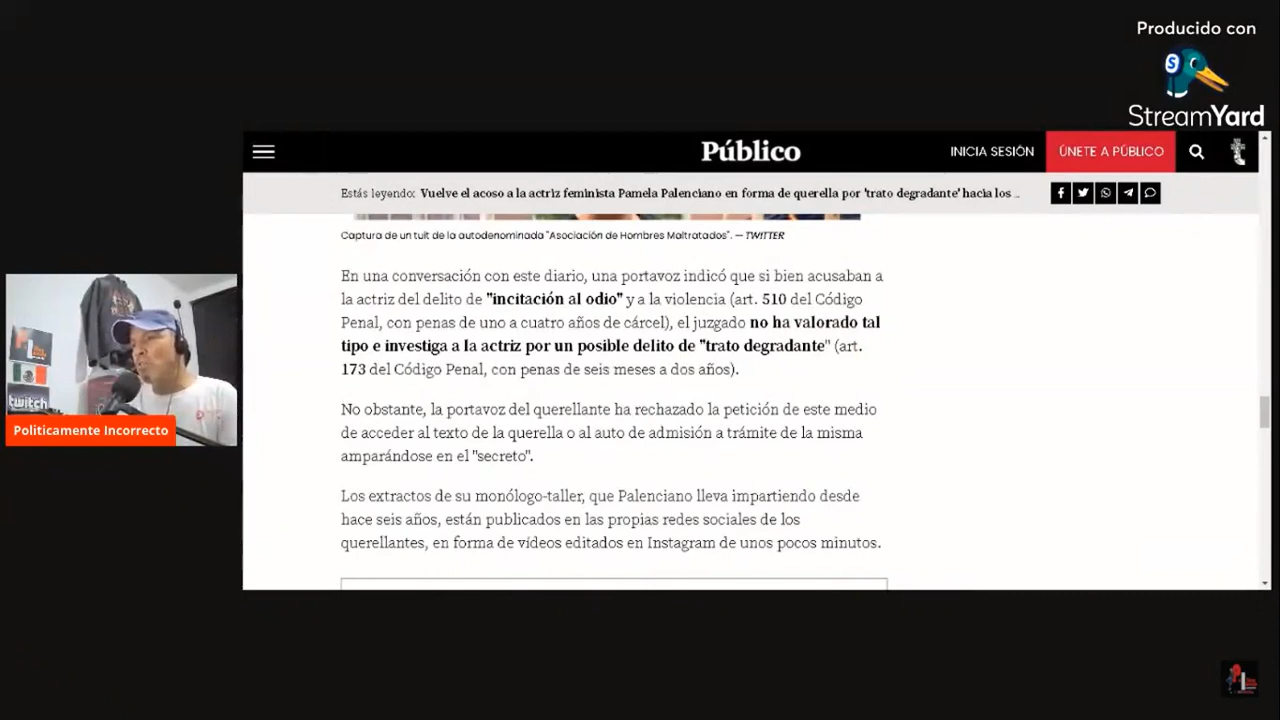 Producido con
StreamYard
Público
INICIA SESIÓN
ÚNETE A PÚBLICO
Estás leyendo: Vuelve el acoso a la actriz feminista Pamela Palenciano en forma de querella por 'trato degradante' hacia los ...
Captura de un tuit de la autodenominada "Asociación de Hombres Maltratados". — TWITTER
En una conversación con este diario, una portavoz indicó que si bien acusaban a
la actriz del delito de "incitación al odio" y a la violencia (art. 510 del Código
Penal, con penas de uno a cuatro años de cárcel), el juzgado no ha valorado tal
tipo e investiga a la actriz por un posible delito de "trato degradante" (art.
173 del Código Penal, con penas de seis meses a dos años).
No obstante, la portavoz del querellante ha rechazado la petición de este medio
de acceder al texto de la querella o al auto de admisión a trámite de la misma
amparándose en el "secreto".
Los extractos de su monólogo-taller, que Palenciano lleva impartiendo desde
hace seis años, están publicados en las propias redes sociales de los
querellantes, en forma de vídeos editados en Instagram de unos pocos minutos.
twitch
Politicamente Incorrecto